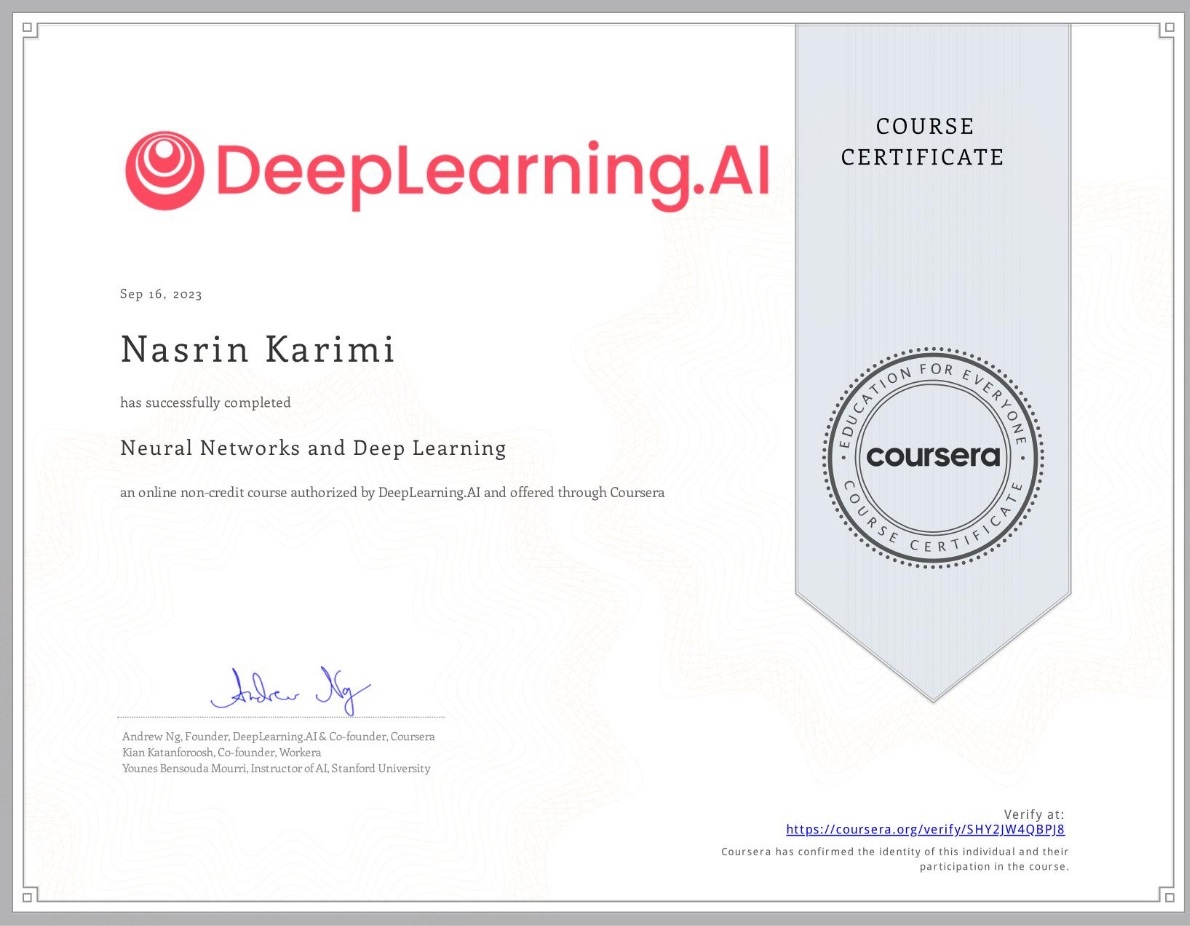 DeepLearning.AI
COURSE
CERTIFICATE
Sep 16, 2023
Nasrin Karimi
has successfully completed
Neural Networks and Deep Learning
an online non-credit course authorized by DeepLearning.AI and offered through Coursera
EDUCATION FOR EVERYONE
coursera
COURSE CERTIFICATE
Andrew Ng
Andrew Ng, Founder, DeepLearning.AI & Co-founder, Coursera
Kian Katanforoosh, Co-founder, Workera
Younes Bensouda Mourri, Instructor of AI, Stanford University
Verify at:
https://coursera.org/verify/SHY2JW4QBPJ8
Coursera has confirmed the identity of this individual and their
participation in the course.